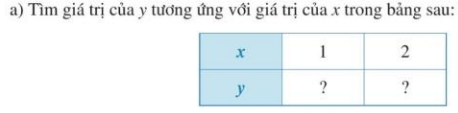 a) Tìm giá trị của y tương ứng với giá trị của x trong bảng sau:
x 1 2
y ? ?